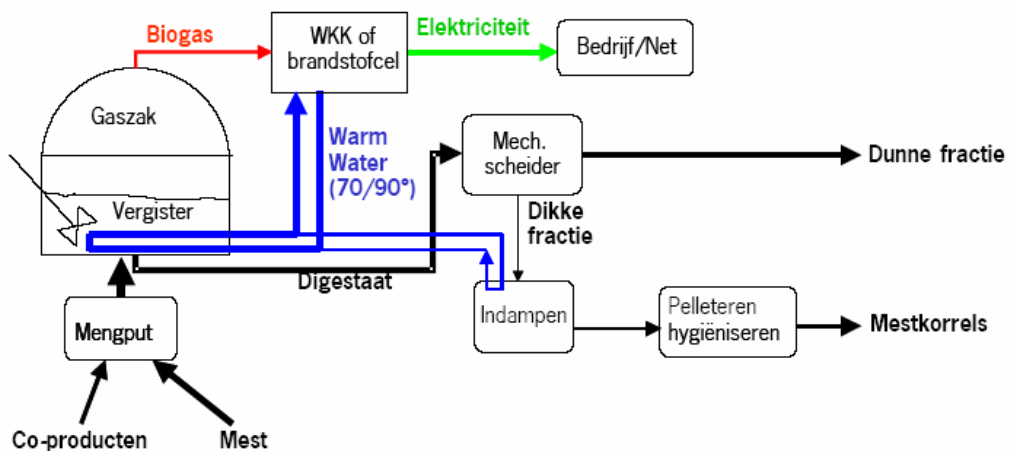 Biogas
WKK of
brandstofcel
Elektriciteit
Bedrijf/Net
Gaszak
Warm
Water
(70/90°)
Mech.
scheider
Dunne fractie
Vergister
Dikke
fractie
Digestaat
Indampen
Pelleteren
hygiëniseren
Mestkorrels
Mengput
Co-producten
Mest